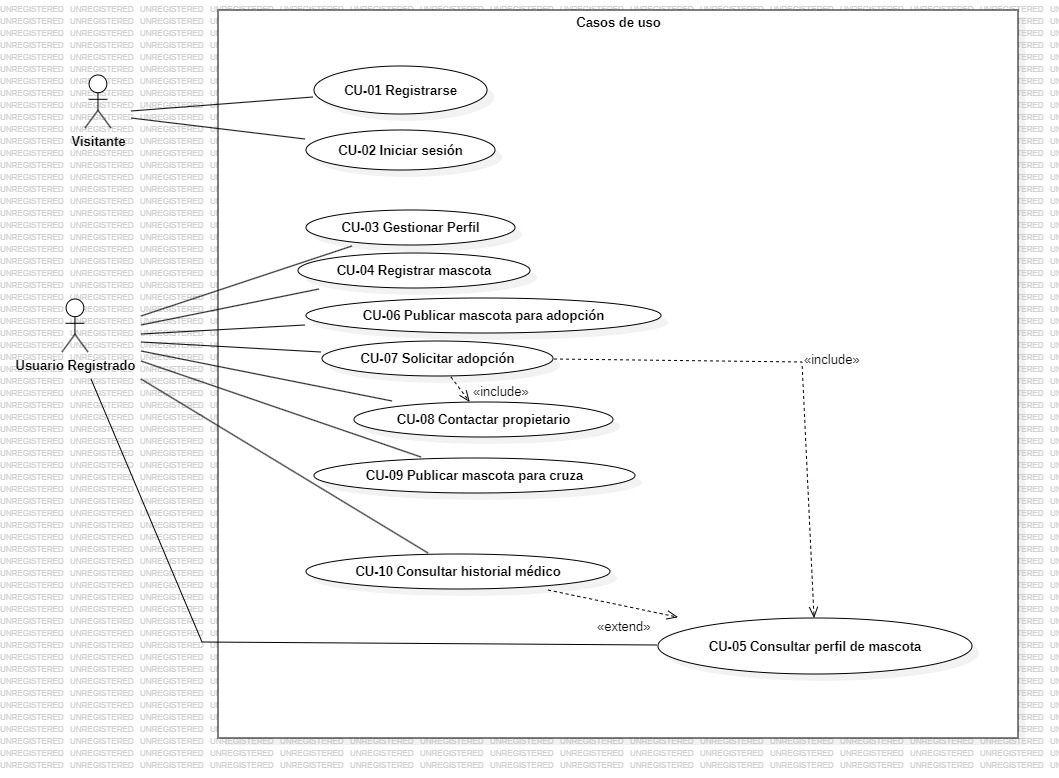 Casos de uso
CU-01 Registrarse
Visitante
CU-02 Iniciar sesión
CU-03 Gestionar Perfil
CU-04 Registrar mascota
CU-06 Publicar mascota para adopción
CU-07 Solicitar adopción
«include»
Usuario Registrado
«include»
CU-08 Contactar propietario
CU-09 Publicar mascota para cruza
CU-10 Consultar historial médico
«extend»
CU-05 Consultar perfil de mascota
UNREGISTERED